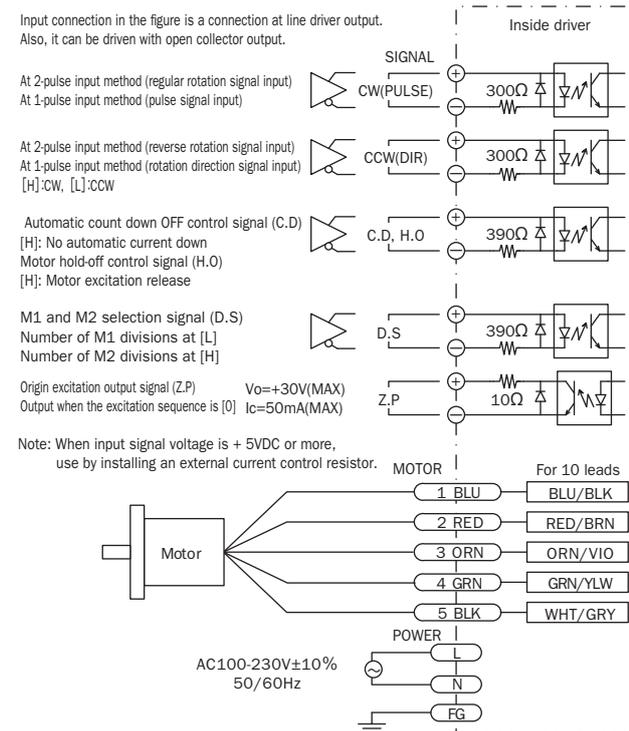 Input connection in the figure is a connection at line driver output.
Also, it can be driven with open collector output.
Inside driver
SIGNAL
At 2-pulse input method (regular rotation signal input)
At 1-pulse input method (pulse signal input)
CW(PULSE)
300Ω
At 2-pulse input method (reverse rotation signal input)
At 1-pulse input method (rotation direction signal input)
[H]:CW, [L]:CCW
CCW(DIR)
300Ω
Automatic count down OFF control signal (C.D)
[H]: No automatic current down
Motor hold-off control signal (H.O)
[H]: Motor excitation release
C.D, H.O
390Ω
M1 and M2 selection signal (D.S)
Number of M1 divisions at [L]
Number of M2 divisions at [H]
D.S
390Ω
Origin excitation output signal (Z.P) Vo=+30V(MAX)
Output when the excitation sequence is [0] Ic=50mA(MAX)
Z.P
10Ω
Note: When input signal voltage is + 5VDC or more,
use by installing an external current control resistor.
MOTOR
For 10 leads
1 BLU
BLU/BLK
2 RED
RED/BRN
Motor
3 ORN
ORN/VIO
4 GRN
GRN/YLW
5 BLK
WHT/GRY
POWER
AC100-230V±10%
50/60Hz
L
N
FG